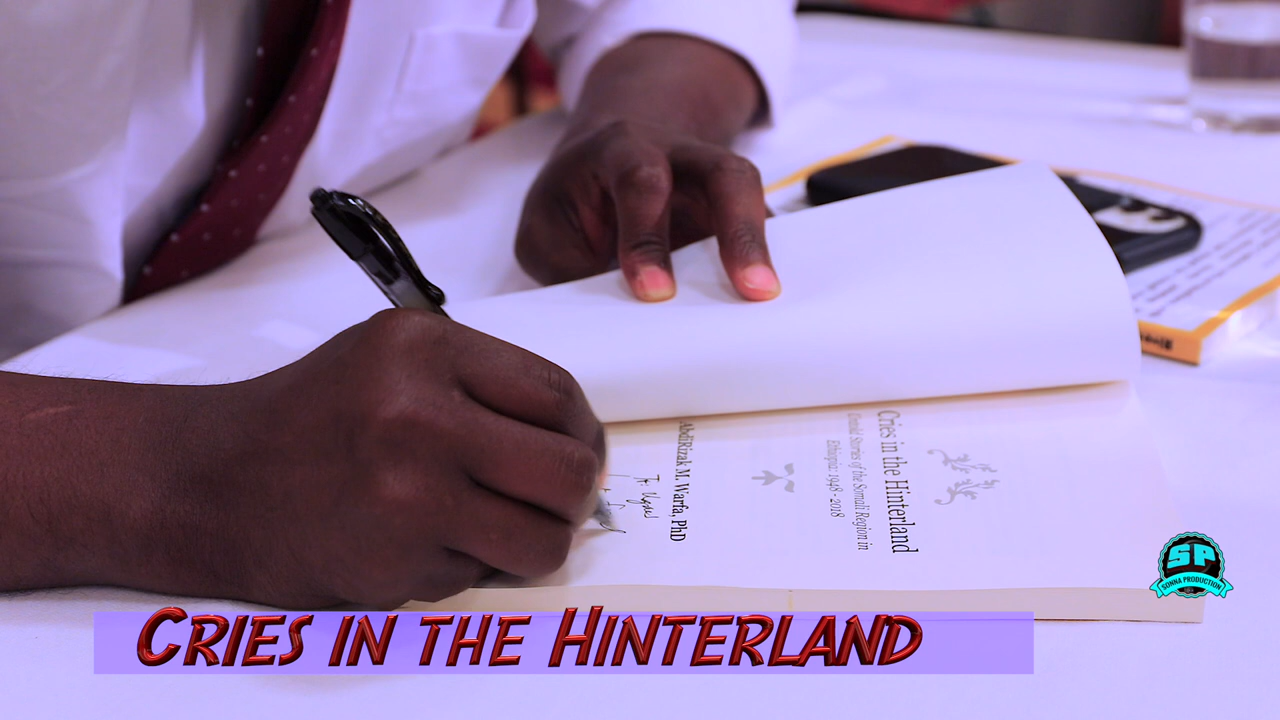 Cries in the Hinterland
Untold Stories of the Somali Region in
Ethiopia: 1948 - 2018
AbdiRizak M. Warfa, PhD
SP
SONNA PRODUCTION
CRIES IN THE HINTERLAND